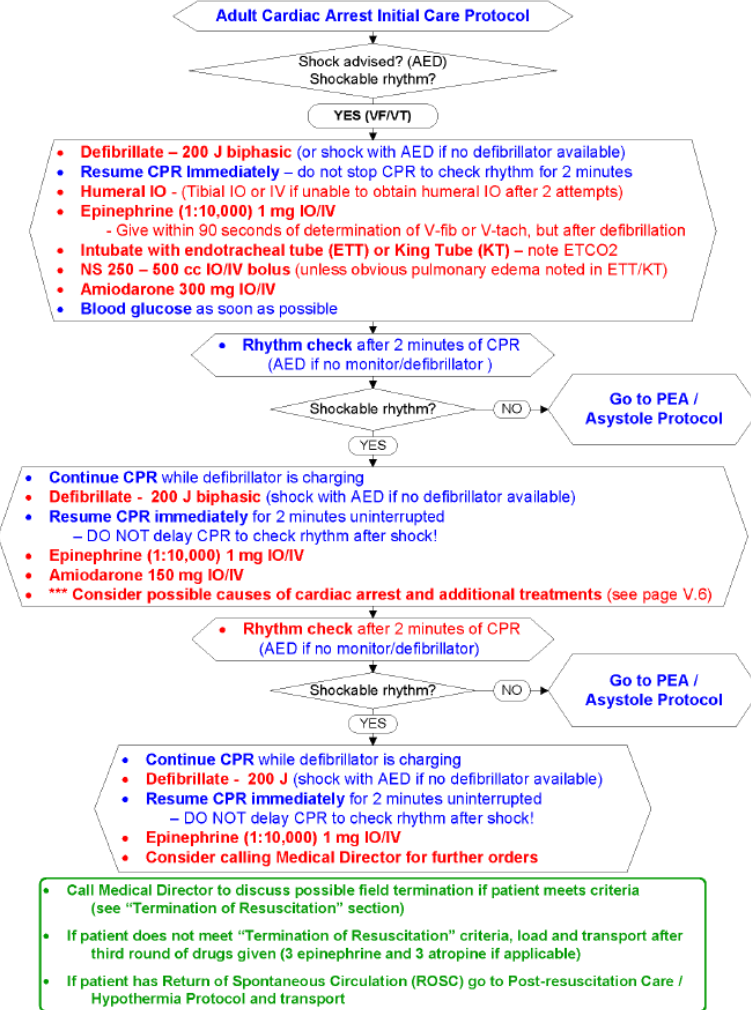 Adult Cardiac Arrest Initial Care Protocol
Shock advised? (AED)
Shockable rhythm?
YES (VF/VT)
• Defibrillate – 200 J biphasic (or shock with AED if no defibrillator available)
• Resume CPR Immediately – do not stop CPR to check rhythm for 2 minutes
• Humeral IO - (Tibial IO or IV if unable to obtain humeral IO after 2 attempts)
• Epinephrine (1:10,000) 1 mg IO/IV
- Give within 90 seconds of determination of V-fib or V-tach, but after defibrillation
• Intubate with endotracheal tube (ETT) or King Tube (KT) – note ETCO2
• NS 250 – 500 cc IO/IV bolus (unless obvious pulmonary edema noted in ETT/KT)
• Amiodarone 300 mg IO/IV
• Blood glucose as soon as possible
• Rhythm check after 2 minutes of CPR
(AED if no monitor/defibrillator )
Shockable rhythm?
NO
Go to PEA /
Asystole Protocol
YES
• Continue CPR while defibrillator is charging
• Defibrillate - 200 J biphasic (shock with AED if no defibrillator available)
• Resume CPR immediately for 2 minutes uninterrupted
– DO NOT delay CPR to check rhythm after shock!
• Epinephrine (1:10,000) 1 mg IO/IV
• Amiodarone 150 mg IO/IV
• *** Consider possible causes of cardiac arrest and additional treatments (see page V.6)
• Rhythm check after 2 minutes of CPR
(AED if no monitor/defibrillator)
Shockable rhythm?
NO
Go to PEA /
Asystole Protocol
YES
• Continue CPR while defibrillator is charging
• Defibrillate - 200 J (shock with AED if no defibrillator available)
• Resume CPR immediately for 2 minutes uninterrupted
– DO NOT delay CPR to check rhythm after shock!
• Epinephrine (1:10,000) 1 mg IO/IV
• Consider calling Medical Director for further orders
• Call Medical Director to discuss possible field termination if patient meets criteria
(see “Termination of Resuscitation” section)
• If patient does not meet “Termination of Resuscitation” criteria, load and transport after
third round of drugs given (3 epinephrine and 3 atropine if applicable)
• If patient has Return of Spontaneous Circulation (ROSC) go to Post-resuscitation Care /
Hypothermia Protocol and transport